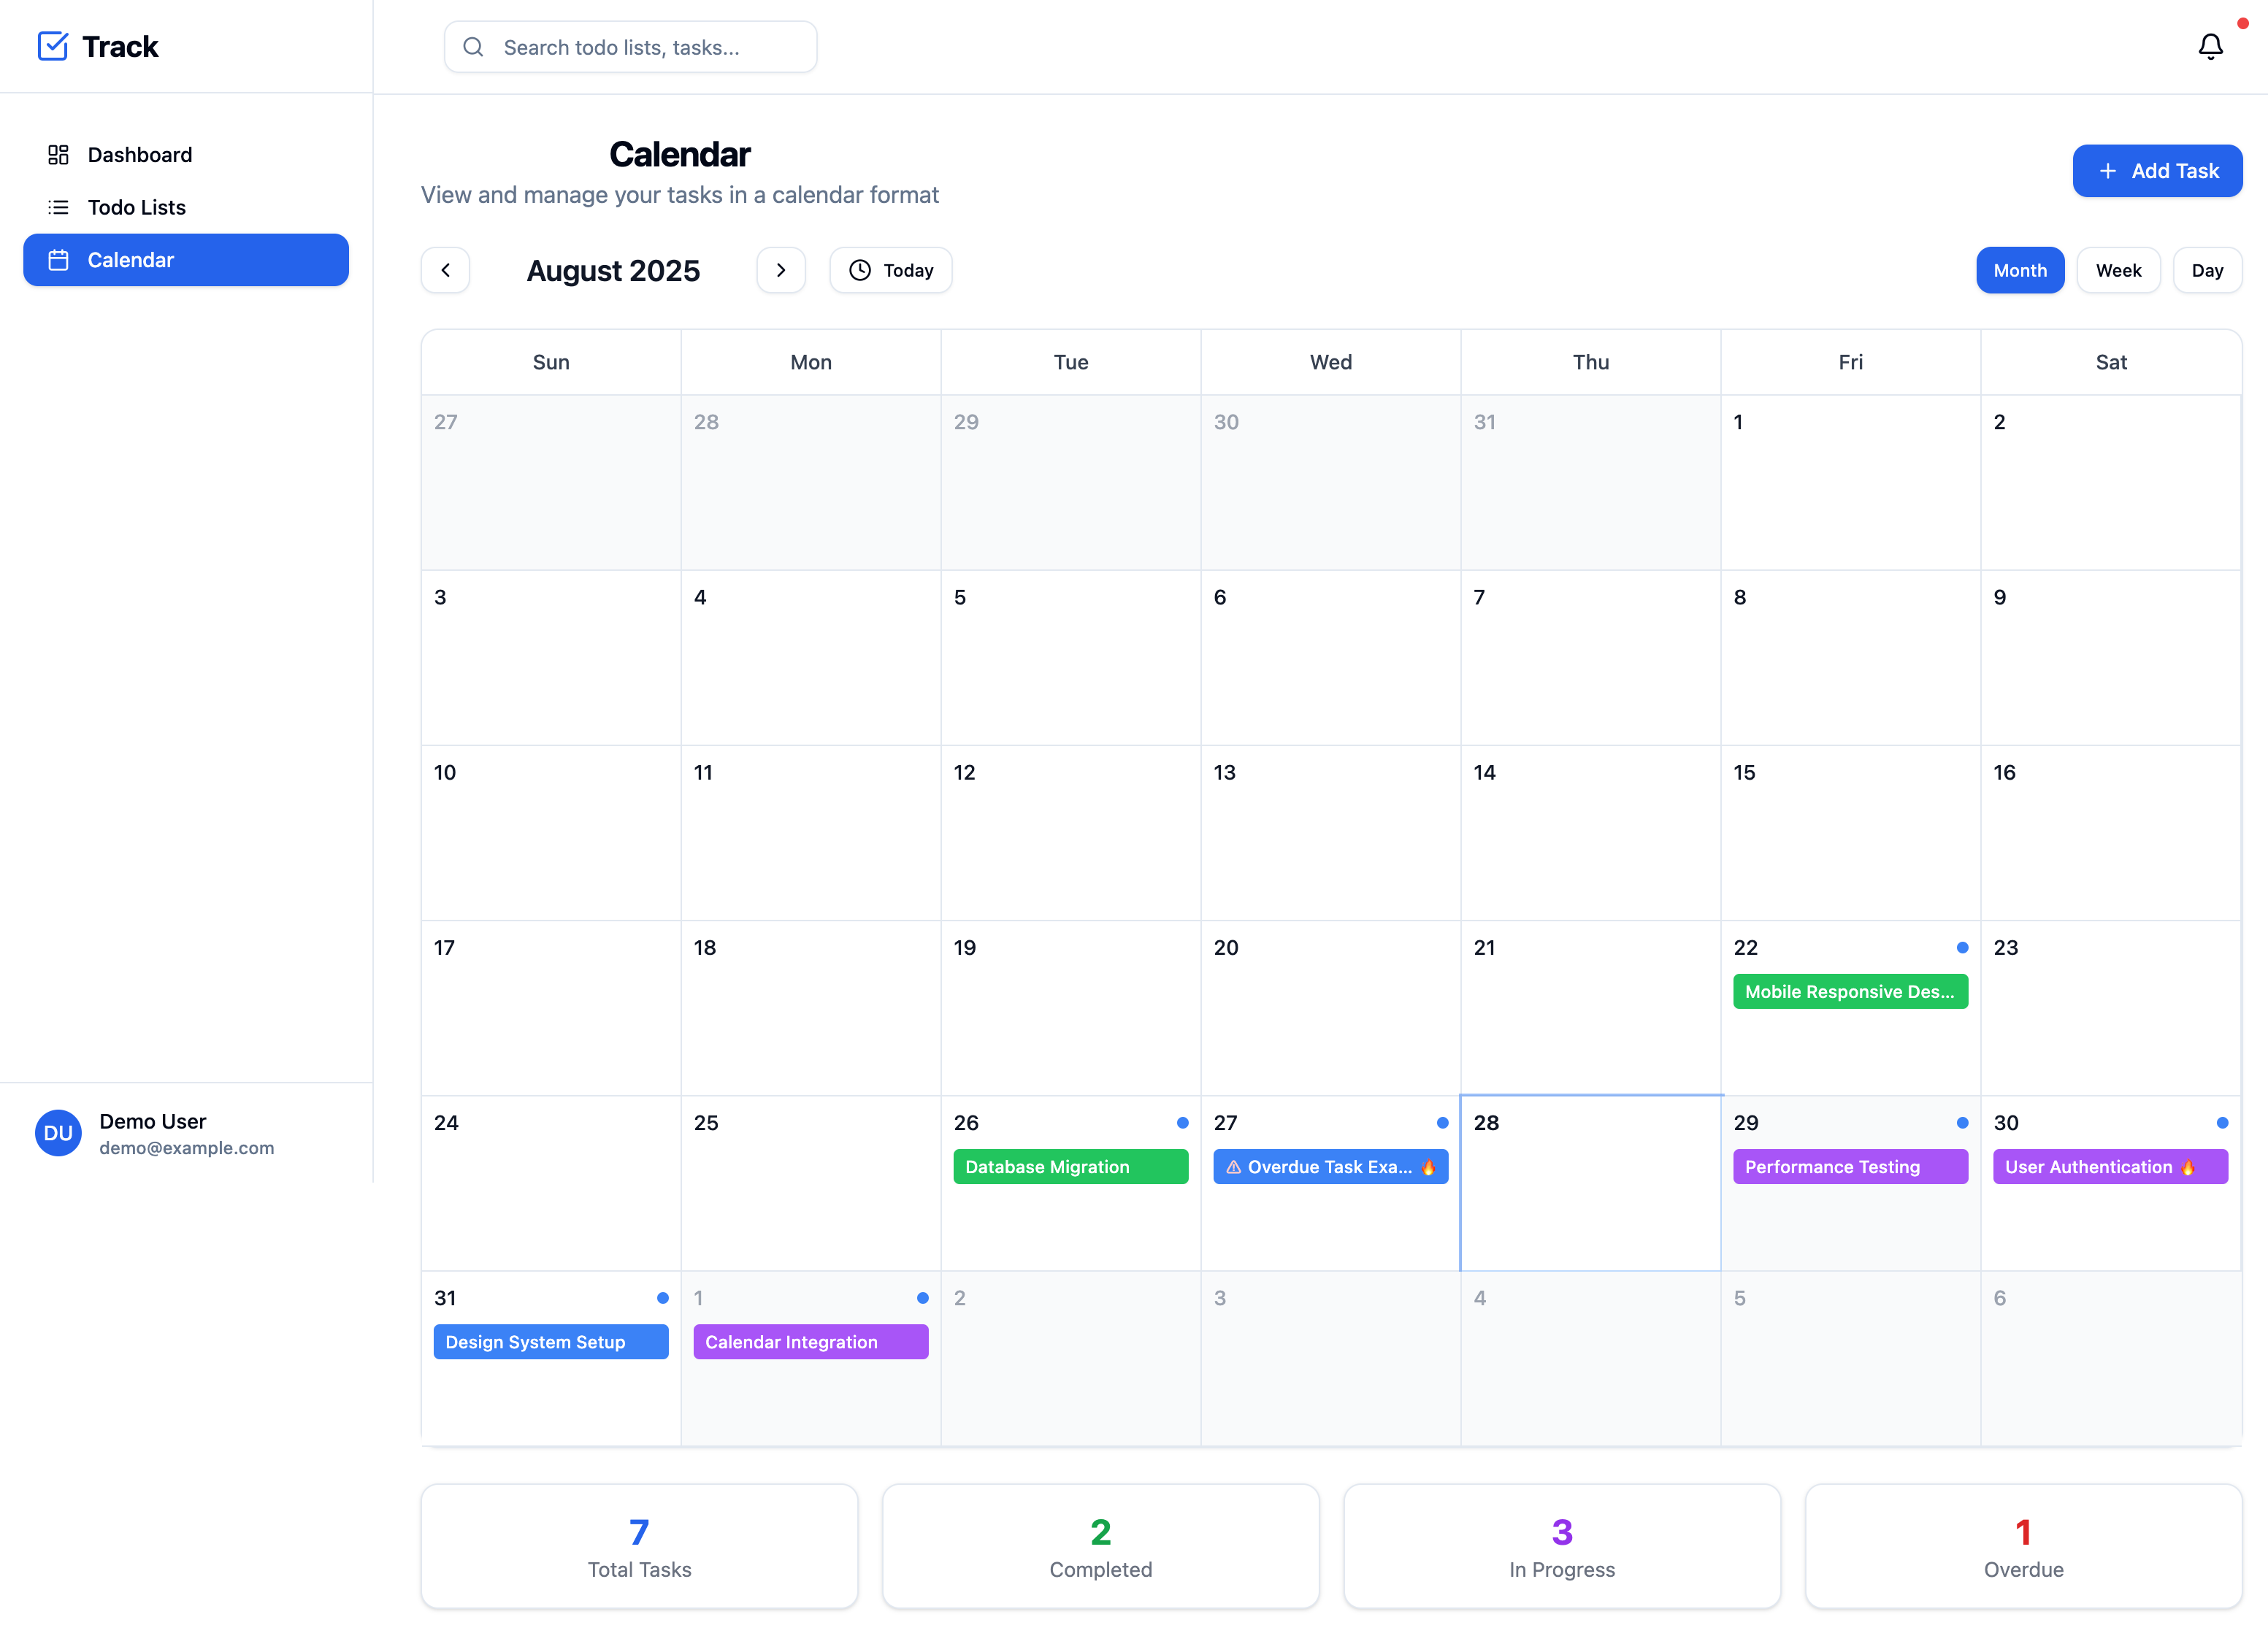 Track
Search todo lists, tasks...
Dashboard
Todo Lists
Calendar
DU
Demo User
demo@example.com
Calendar
View and manage your tasks in a calendar format
Add Task
August 2025
Today
Month Week Day
Sun Mon Tue Wed Thu Fri Sat
27 28 29 30 31 1 2
3 4 5 6 7 8 9
10 11 12 13 14 15 16
17 18 19 20 21 22 23
Mobile Responsive Des...
24 25 26 27 28 29 30
Database Migration ⚠ Overdue Task Exa... 🔥 Performance Testing User Authentication 🔥
31 1 2 3 4 5 6
Design System Setup Calendar Integration
7 2 3 1
Total Tasks Completed In Progress Overdue